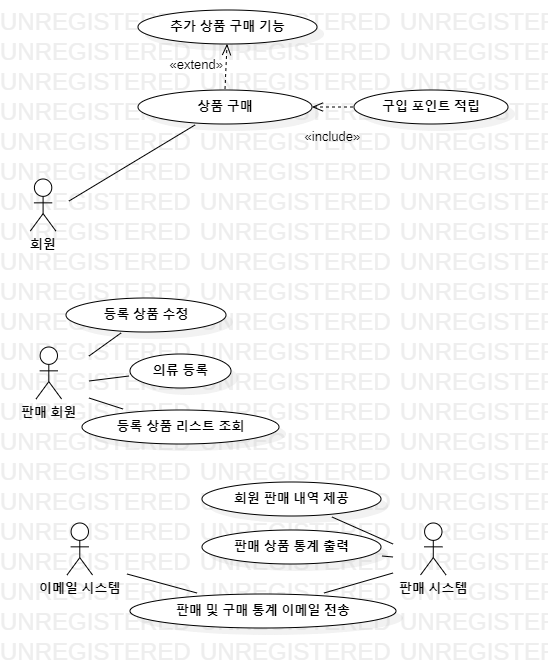 추가 상품 구매 기능
«extend»
상품 구매
구입 포인트 적립
«include»
회원
등록 상품 수정
의류 등록
판매 회원
등록 상품 리스트 조회
회원 판매 내역 제공
판매 상품 통계 출력
이메일 시스템
판매 시스템
판매 및 구매 통계 이메일 전송
UNREGISTERED